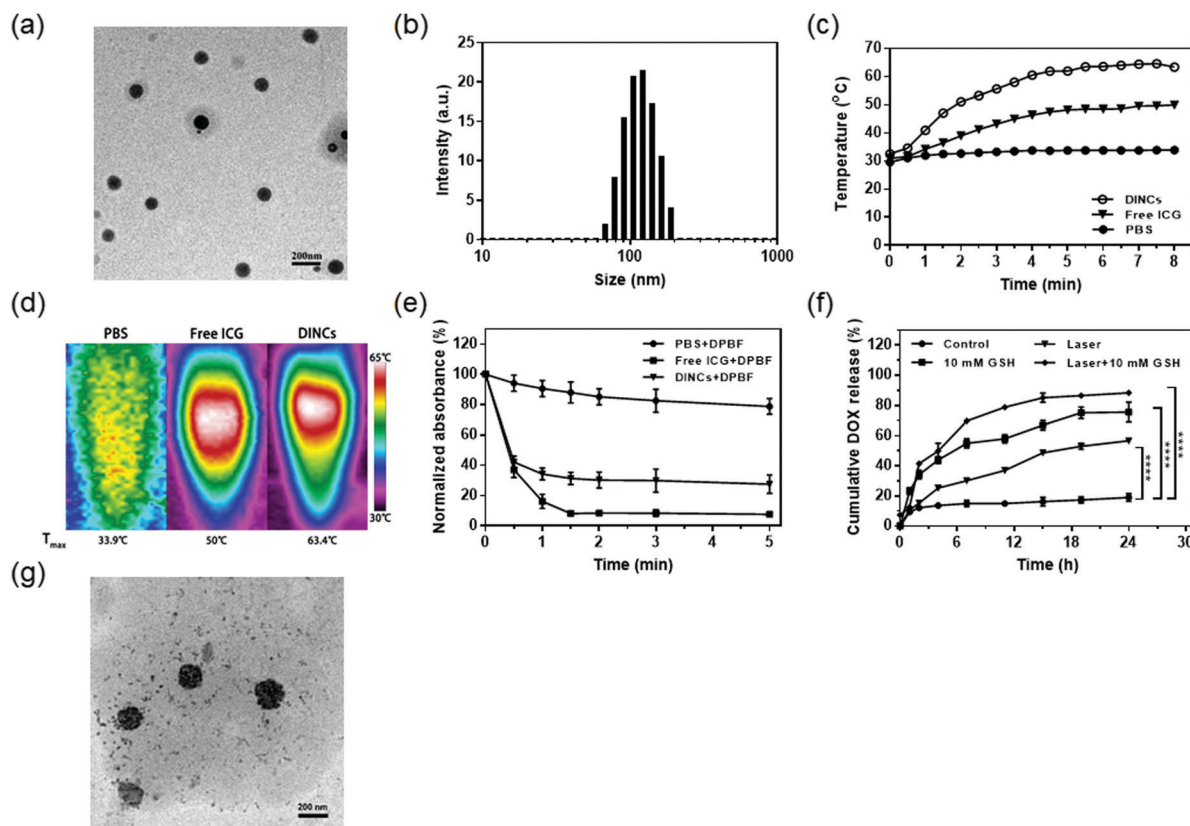 (a)
200nm
(b)
Intensity (a.u.)
25
20
15
10
5
0
10
100
1000
Size (nm)
(c)
Temperature (°C)
70
60
50
40
30
20
10
0
DINCs
Free ICG
PBS
0 1 2 3 4 5 6 7 8
Time (min)
(d)
PBS Free ICG DINCs
65℃
30℃
Tmax 33.9℃ 50℃ 63.4℃
(e)
Normalized absorbance (%)
120
100
80
60
40
20
0
PBS+DPBF
Free ICG+DPBF
DINCs+DPBF
0 1 2 3 4 5
Time (min)
(f)
Cumulative DOX release (%)
120
100
80
60
40
20
0
Control Laser
10 mM GSH Laser+10 mM GSH
****
****
****
0 6 12 18 24 30
Time (h)
(g)
200 nm